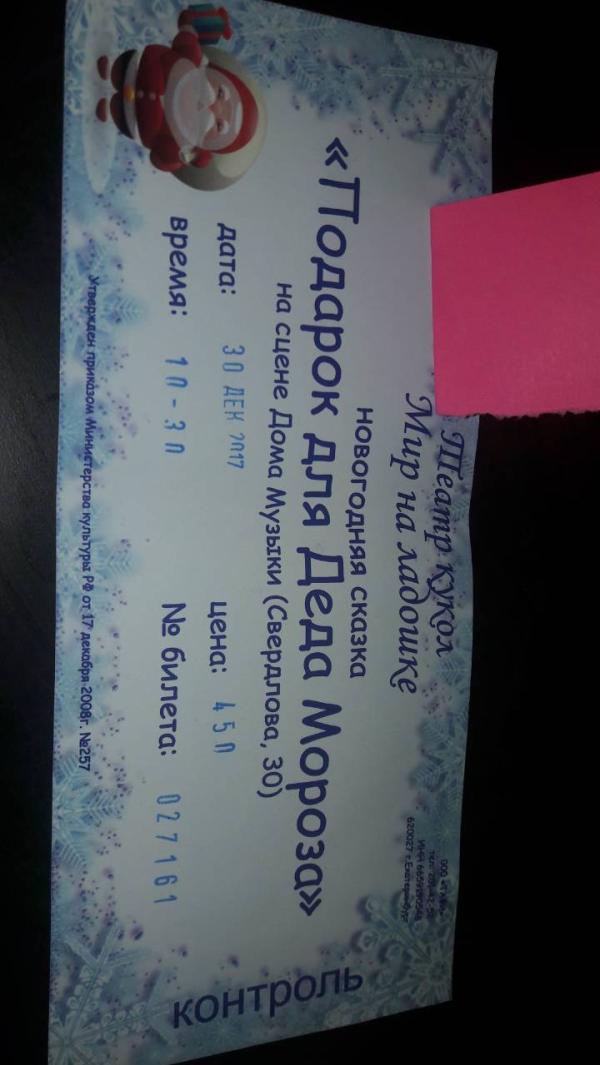 Театр кукол
Мир на ладошке
620027 г.Екатеринбург
новогодняя сказка
«Подарок для Деда Мороза»
на сцене Дома Музыки (Свердлова, 30)
дата: 30 ДЕК 2017
цена: 450
время: 10-30
№ билета: 027161
Утвержден приказом Министерства культуры РФ от 17 декабря 2008г. №257
контроль